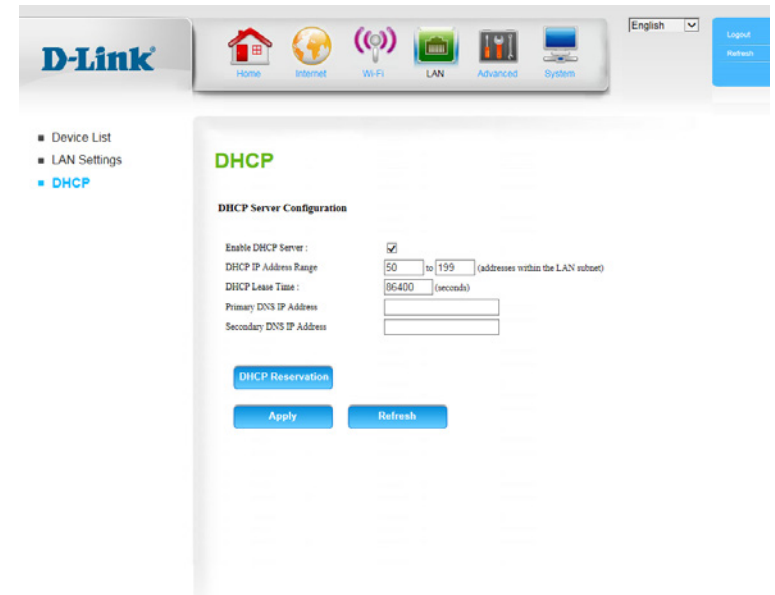 D-Link
Home Internet Wi-Fi LAN Advanced System
English
Logout
Refresh
Device List
LAN Settings
DHCP
DHCP
DHCP Server Configuration
Enable DHCP Server :
DHCP IP Address Range 50 to 199 (addresses within the LAN subnet)
DHCP Lease Time : 86400 (seconds)
Primary DNS IP Address
Secondary DNS IP Address
DHCP Reservation
Apply Refresh